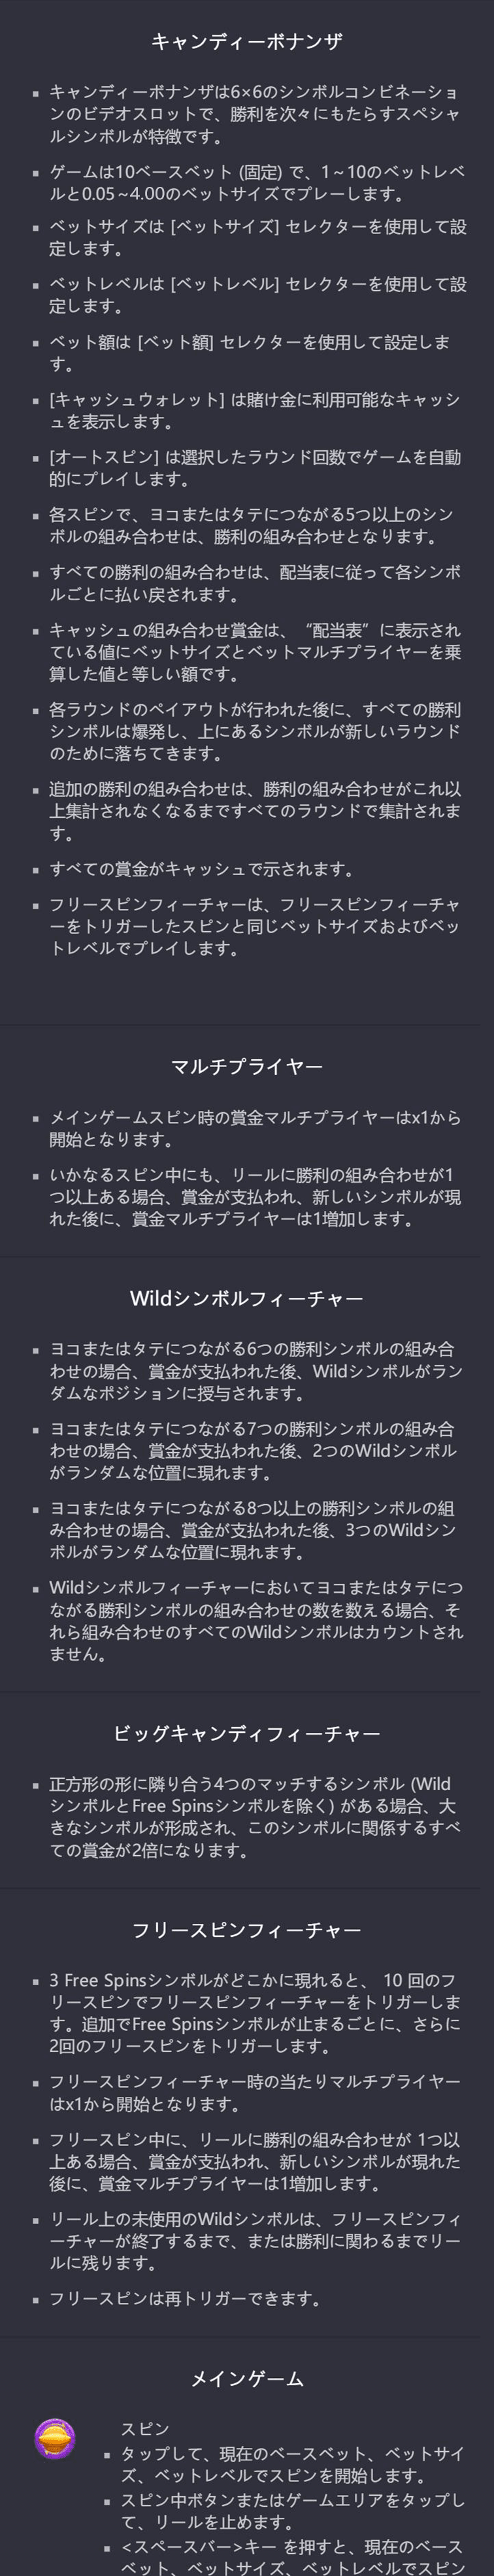 キャンディーボナンザ
キャンディーボナンザは6×6のシンボルコンビネーショ
ンのビデオスロットで、勝利を次々にもたらすスペシャ
ルシンボルが特徴です。
ゲームは10ベースベット (固定) で、1～10のベットレベ
ルと0.05~4.00のベットサイズでプレーします。
ベットサイズは [ベットサイズ] セレクターを使用して設
定します。
ベットレベルは [ベットレベル] セレクターを使用して設
定します。
ベット額は [ベット額] セレクターを使用して設定しま
す。
[キャッシュウォレット] は賭け金に利用可能なキャッシ
ュを表示します。
[オートスピン] は選択したラウンド回数でゲームを自動
的にプレイします。
各スピンで、ヨコまたはタテにつながる5つ以上のシン
ボルの組み合わせは、勝利の組み合わせとなります。
すべての勝利の組み合わせは、配当表に従って各シンボ
ルごとに払い戻されます。
キャッシュの組み合わせ賞金は、“配当表”に表示され
ている値にベットサイズとベットマルチプライヤーを乗
算した値と等しい額です。
各ラウンドのペイアウトが行われた後に、すべての勝利
シンボルは爆発し、上にあるシンボルが新しいラウンド
のために落ちてきます。
追加の勝利の組み合わせは、勝利の組み合わせがこれ以
上集計されなくなるまですべてのラウンドで集計されま
す。
すべての賞金がキャッシュで示されます。
フリースピンフィーチャーは、フリースピンフィーチャ
ーをトリガーしたスピンと同じベットサイズおよびベッ
トレベルでプレイします。
マルチプライヤー
メインゲームスピン時の賞金マルチプライヤーはx1から
開始となります。
いかなるスピン中にも、リールに勝利の組み合わせが1
つ以上ある場合、賞金が支払われ、新しいシンボルが現
れた後に、賞金マルチプライヤーは1増加します。
Wildシンボルフィーチャー
ヨコまたはタテにつながる6つの勝利シンボルの組み合
わせの場合、賞金が支払われた後、Wildシンボルがラン
ダムなポジションに授与されます。
ヨコまたはタテにつながる7つの勝利シンボルの組み合
わせの場合、賞金が支払われた後、2つのWildシンボル
がランダムな位置に現れます。
ヨコまたはタテにつながる8つ以上の勝利シンボルの組
み合わせの場合、賞金が支払われた後、3つのWildシン
ボルがランダムな位置に現れます。
Wildシンボルフィーチャーにおいてヨコまたはタテにつ
ながる勝利シンボルの組み合わせの数を数える場合、そ
れら組み合わせのすべてのWildシンボルはカウントされ
ません。
ビッグキャンディフィーチャー
正方形の形に隣り合う4つのマッチするシンボル (Wild
シンボルとFree Spinsシンボルを除く) がある場合、大
きなシンボルが形成され、このシンボルに関係するすべ
ての賞金が2倍になります。
フリースピンフィーチャー
3 Free Spinsシンボルがどこかに現れると、 10 回のフ
リースピンでフリースピンフィーチャーをトリガーしま
す。追加でFree Spinsシンボルが止まるごとに、さらに
2回のフリースピンをトリガーします。
フリースピンフィーチャー時の当たりマルチプライヤー
はx1から開始となります。
フリースピン中に、リールに勝利の組み合わせが 1つ以
上ある場合、賞金が支払われ、新しいシンボルが現れた
後に、賞金マルチプライヤーは1増加します。
リール上の未使用のWildシンボルは、フリースピンフィ
ーチャーが終了するまで、または勝利に関わるまでリー
ルに残ります。
フリースピンは再トリガーできます。
メインゲーム
スピン
タップして、現在のベースベット、ベットサイ
ズ、ベットレベルでスピンを開始します。
スピン中ボタンまたはゲームエリアをタップし
て、リールを止めます。
<スペースバー>キー を押すと、現在のベース
ベット、ベットサイズ、ベットレベルでスピン